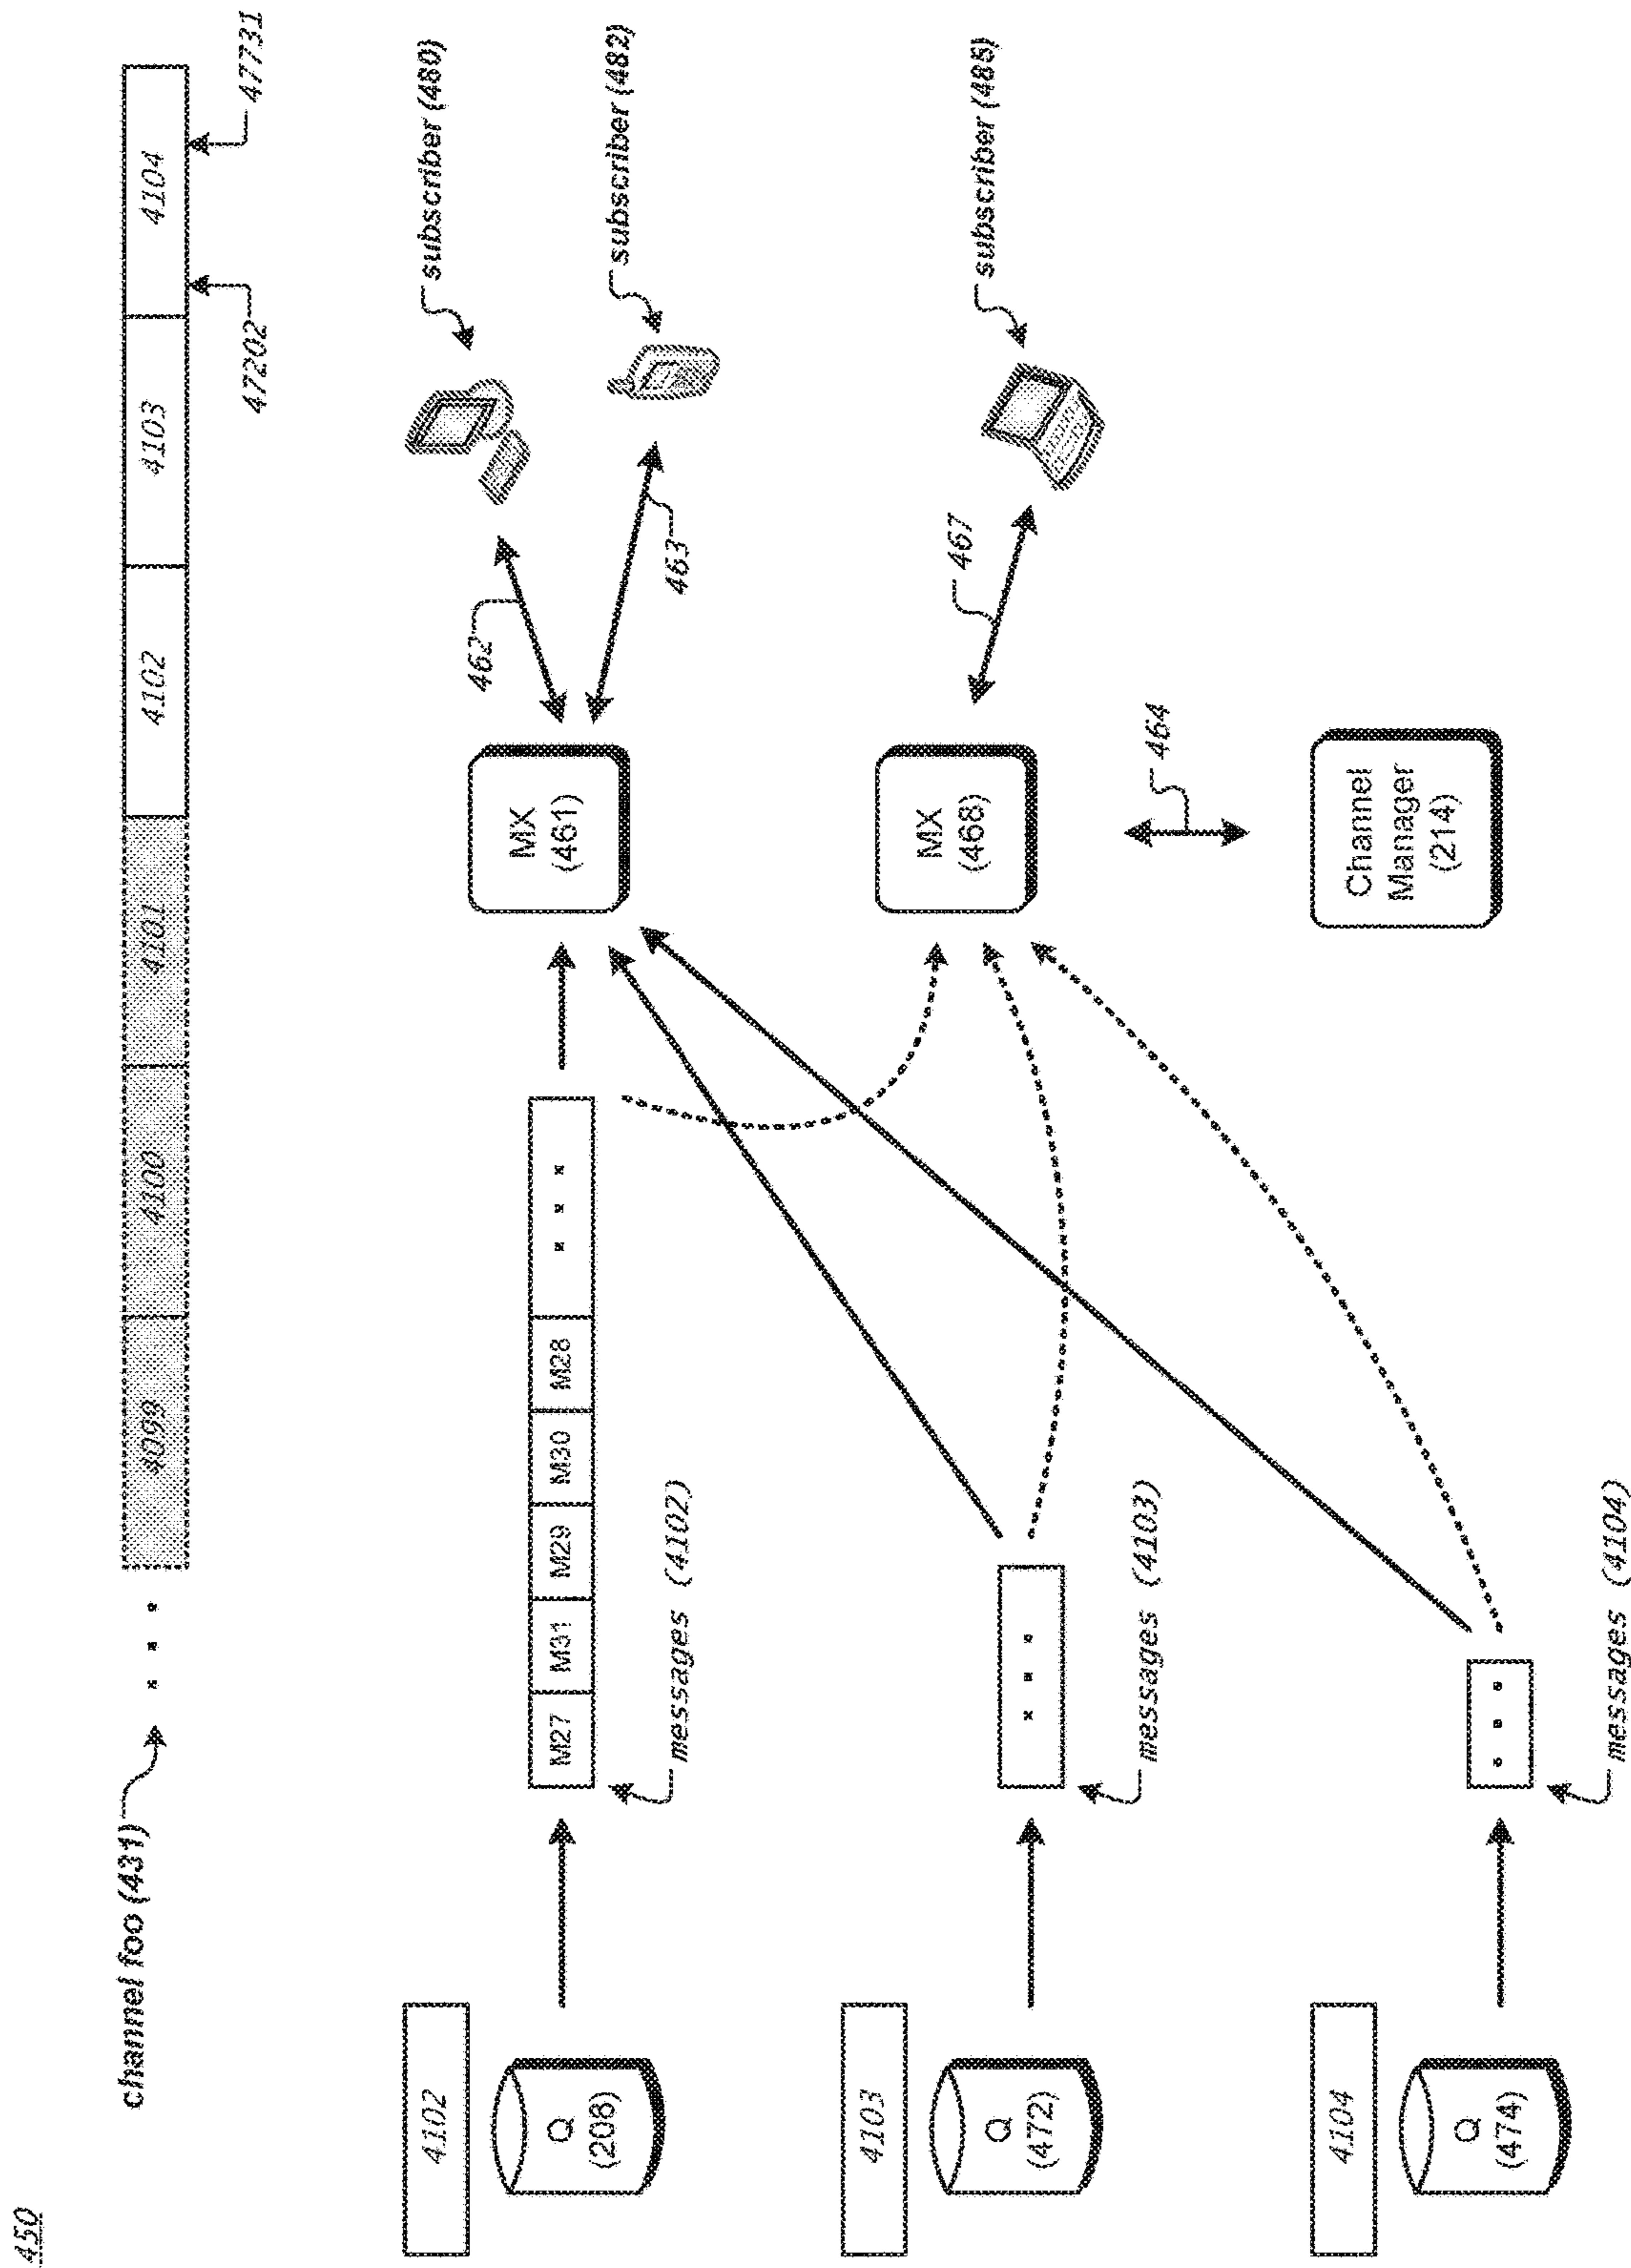 450
channel foo (431)
4099
4100
4101
4102
4103
4104
47202
47731
4102
Q
(208)
M27
M31
M29
M30
M28
messages (4102)
MX
(461)
462
463
subscriber (480)
subscriber (482)
4103
Q
(472)
messages (4103)
MX
(468)
467
subscriber (485)
464
4104
Q
(474)
messages (4104)
Channel
Manager
(214)